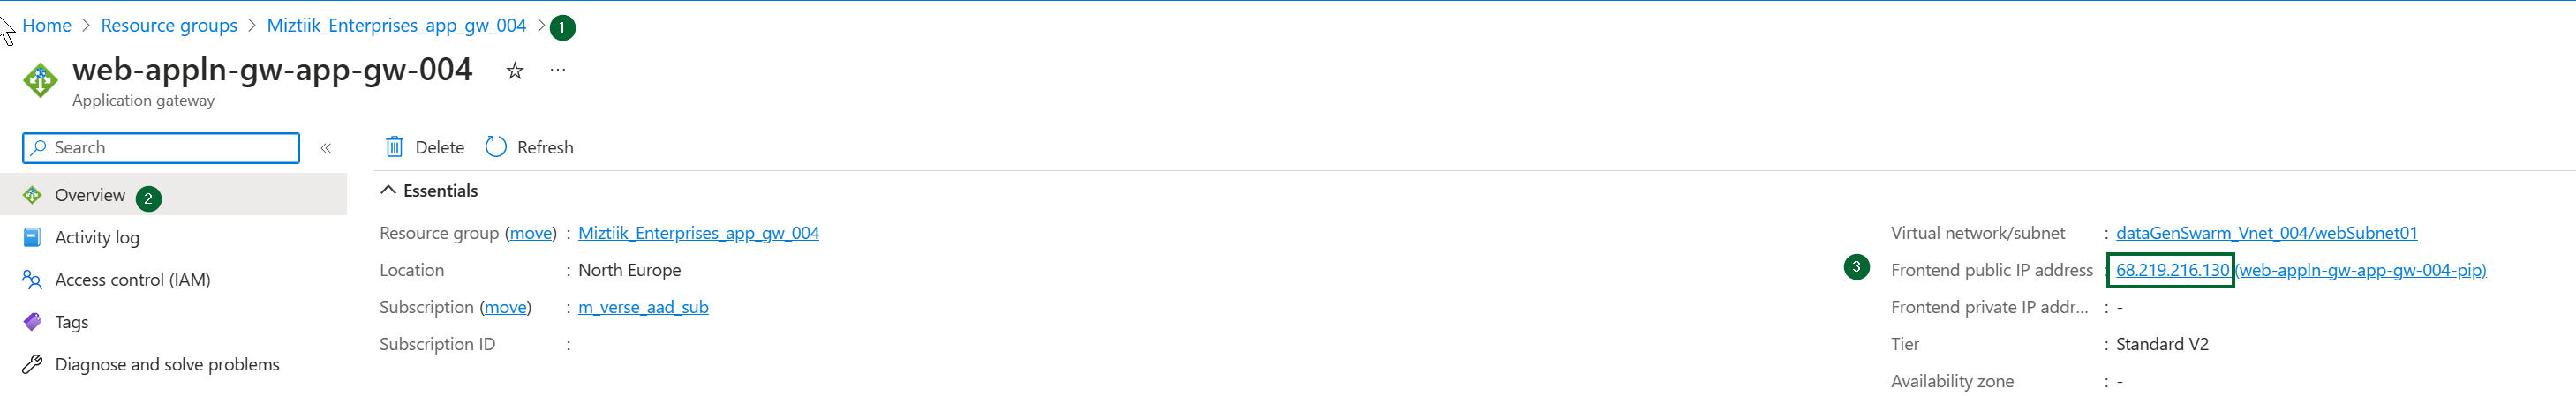 Home > Resource groups > Miztiik_Enterprises_app_gw_004 > 1
web-appln-gw-app-gw-004 ☆ ...
Application gateway
Search «
Overview 2
Activity log
Access control (IAM)
Tags
Diagnose and solve problems
Delete Refresh
Essentials
Resource group (move) : Miztiik_Enterprises_app_gw_004
Location : North Europe
Subscription (move) : m_verse_aad_sub
Subscription ID :
Virtual network/subnet : dataGenSwarm_Vnet_004/webSubnet01
3 Frontend public IP address : 68.219.216.130 (web-appln-gw-app-gw-004-pip)
Frontend private IP addr... : -
Tier : Standard V2
Availability zone : -